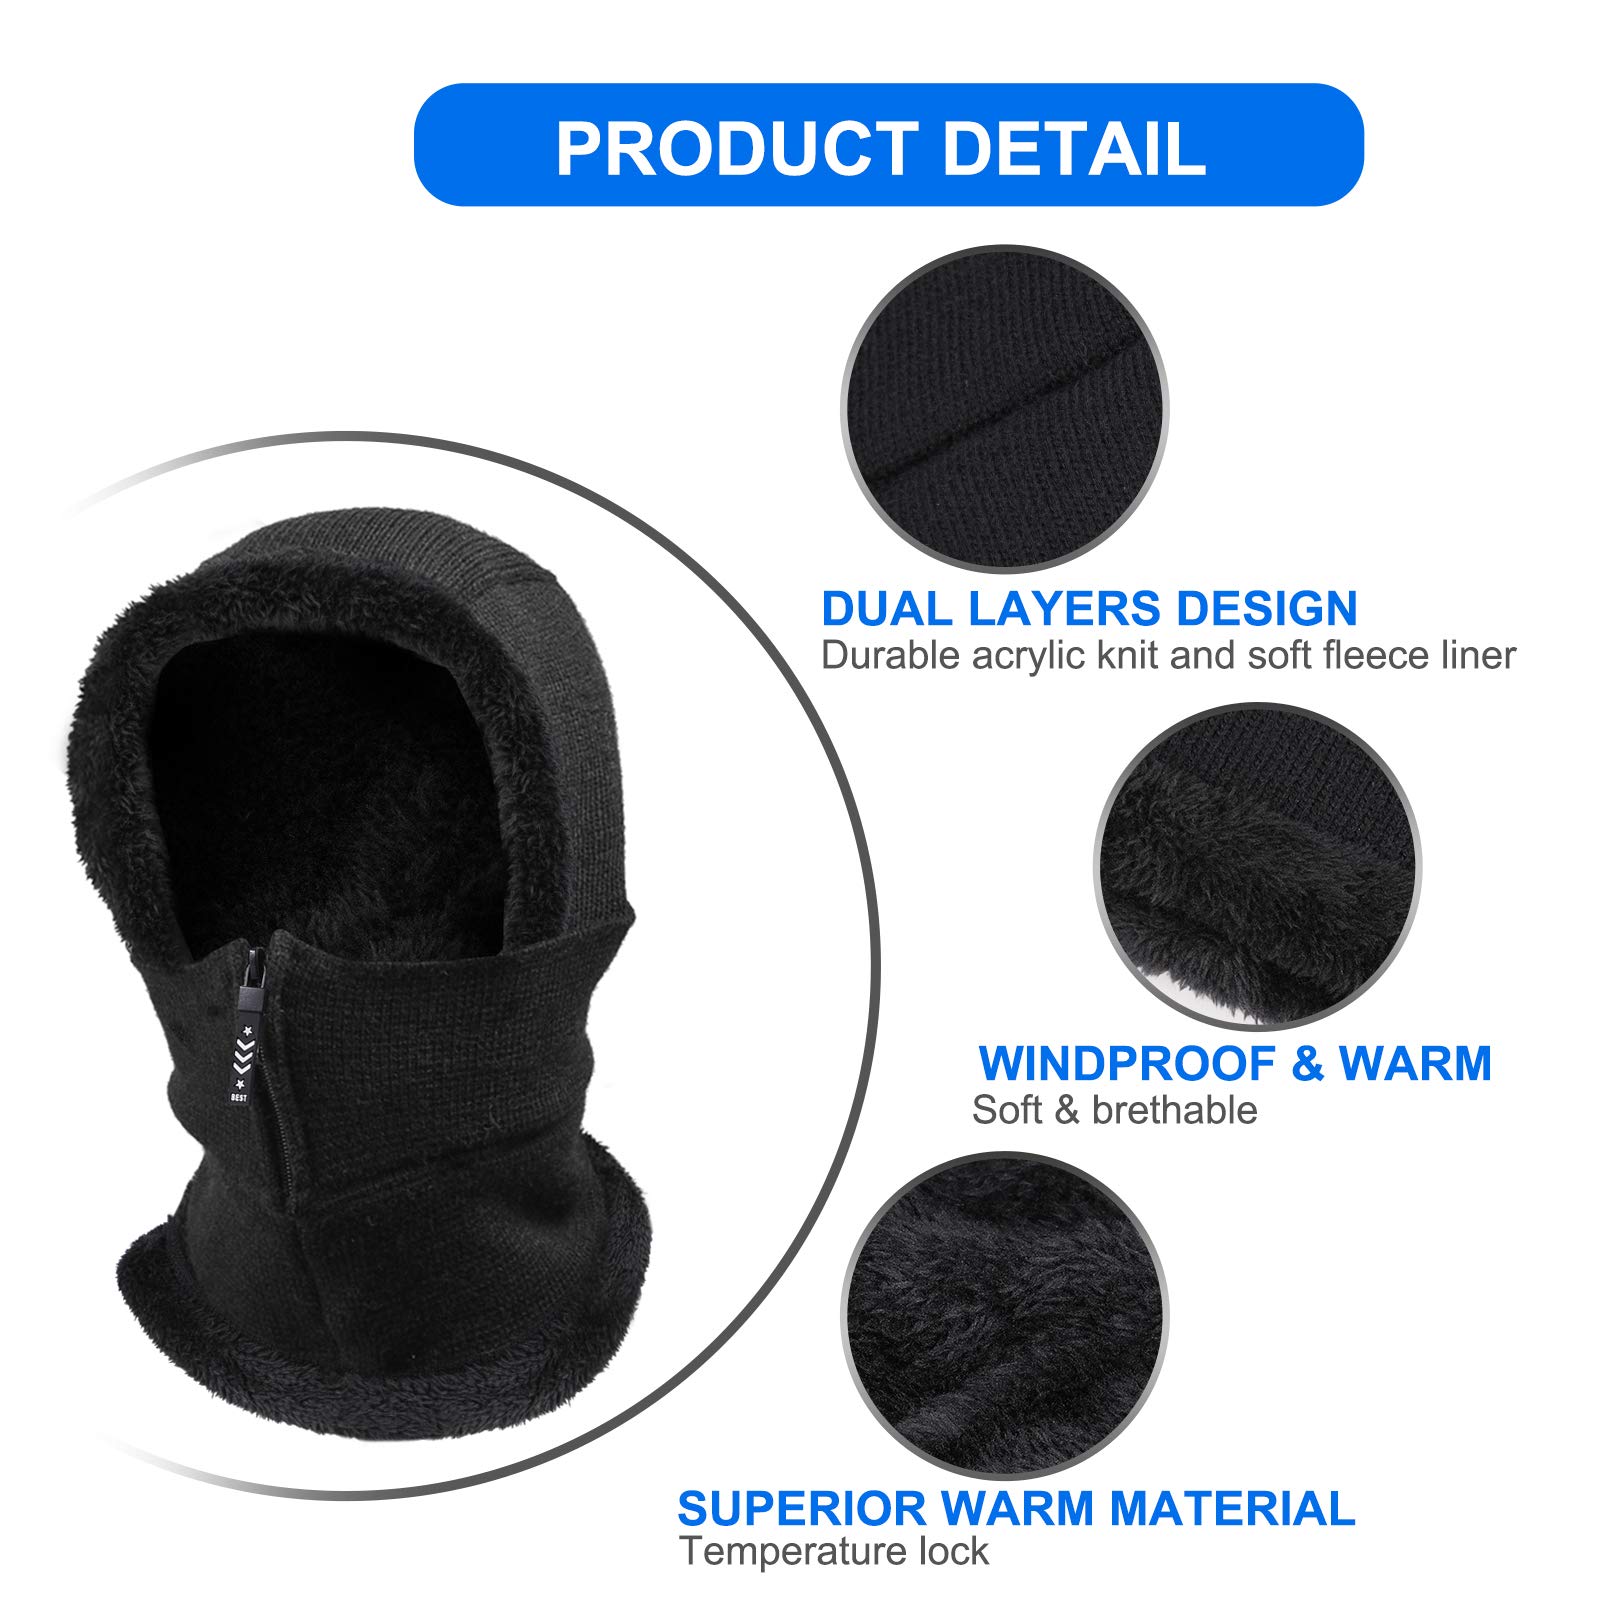 PRODUCT DETAIL
DUAL LAYERS DESIGN
Durable acrylic knit and soft fleece liner
WINDPROOF & WARM
Soft & brethable
BEST
SUPERIOR WARM MATERIAL
Temperature lock